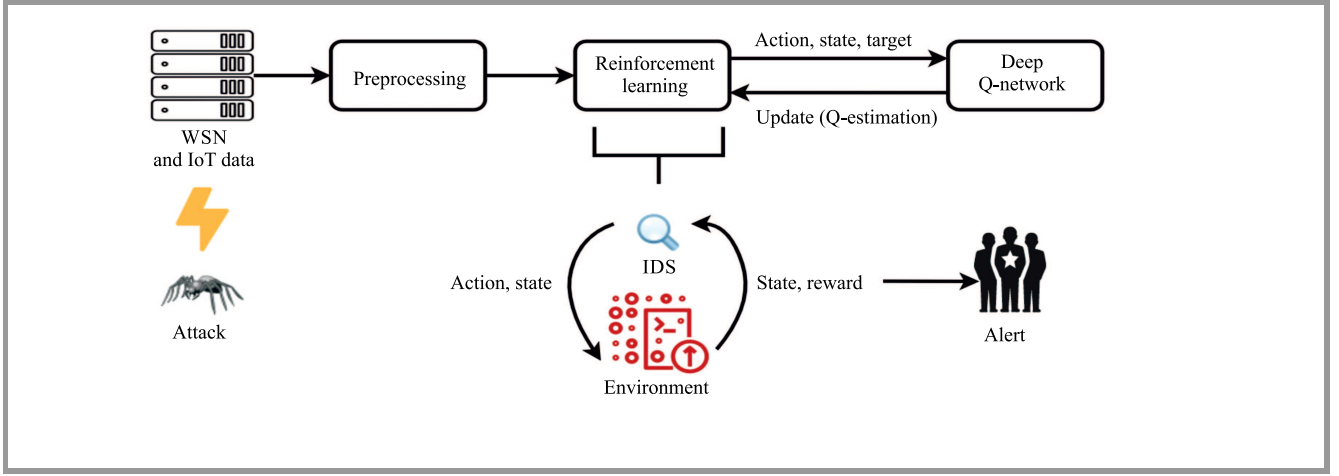 WSN
and IoT data
Preprocessing
Reinforcement
learning
Action, state, target
Update (Q-estimation)
Deep
Q-network
Attack
Action, state
IDS
Environment
State, reward
Alert